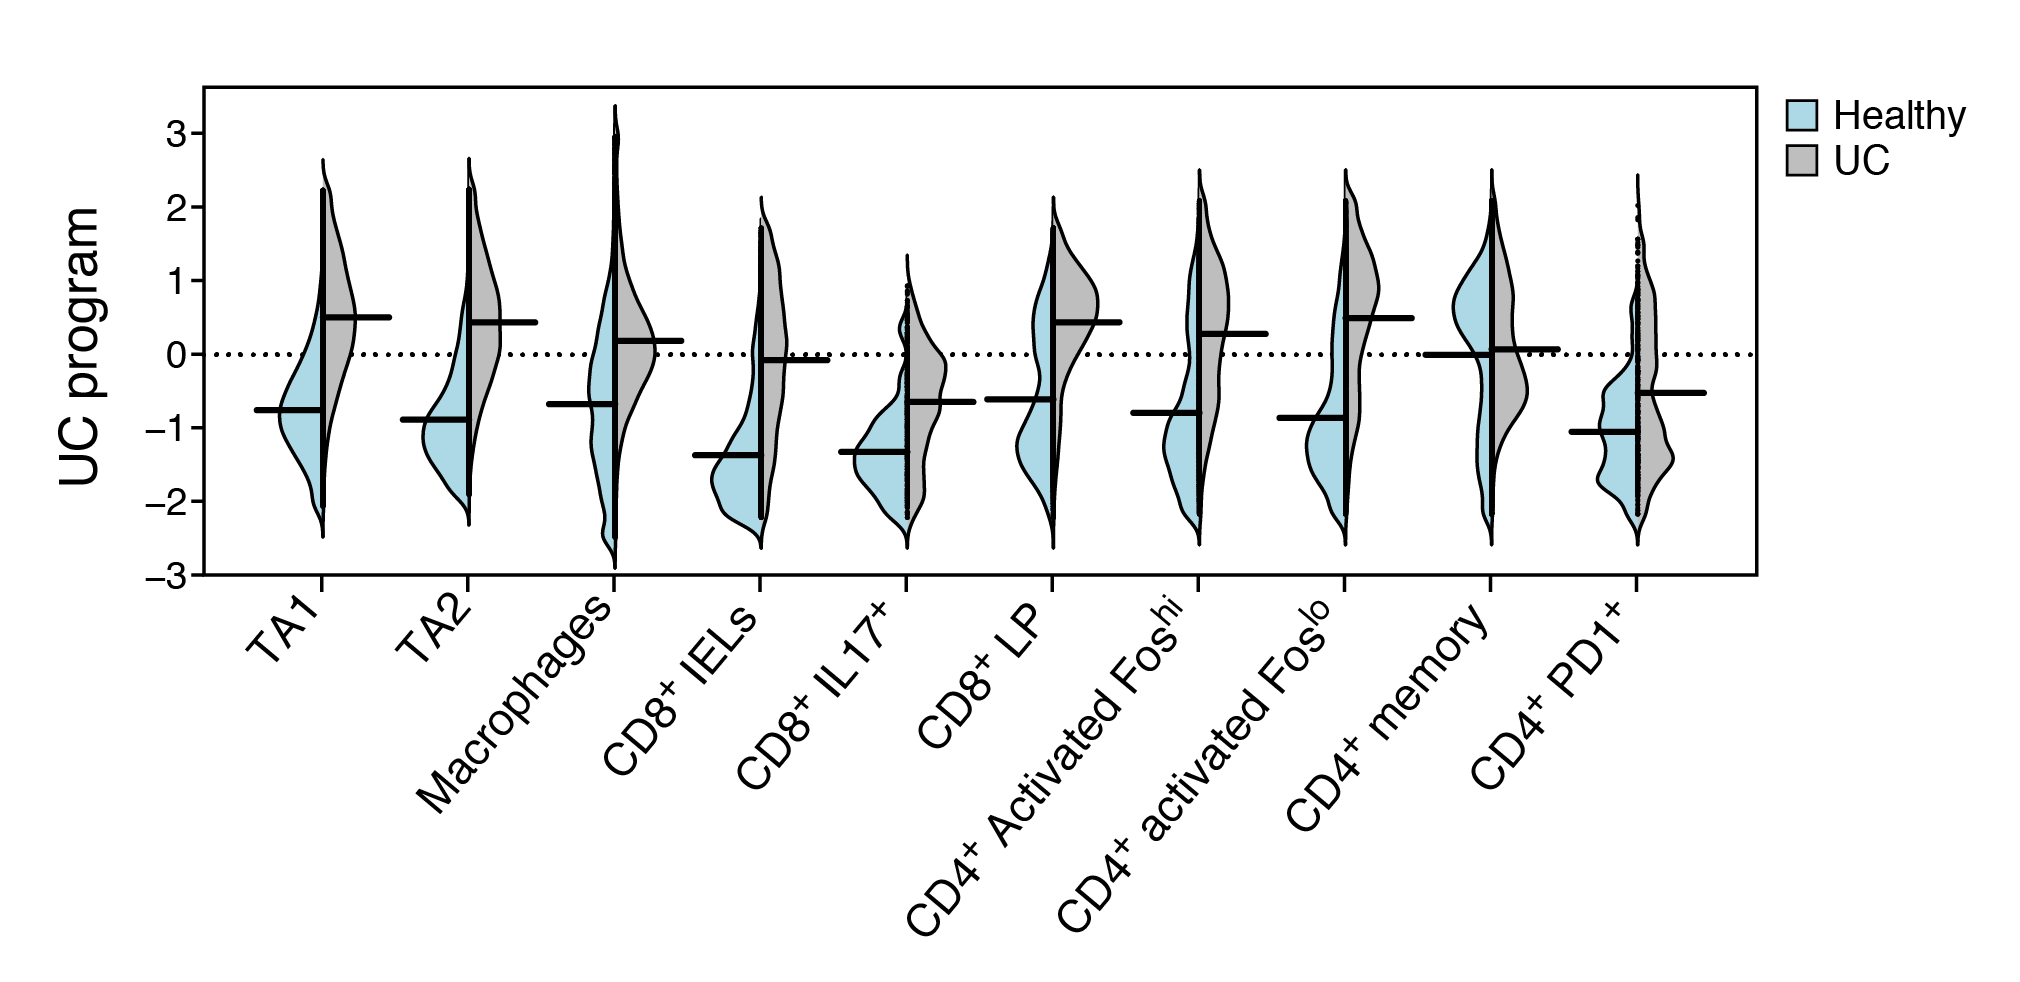 Healthy
UC
UC program
3
2
1
0
−1
−2
−3
TA1
TA2
Macrophages
CD8⁺ IELs
CD8⁺ IL17⁺
CD8⁺ LP
CD4⁺ Activated Fosʰⁱ
CD4⁺ activated Fosˡᵒ
CD4⁺ memory
CD4⁺ PD1⁺